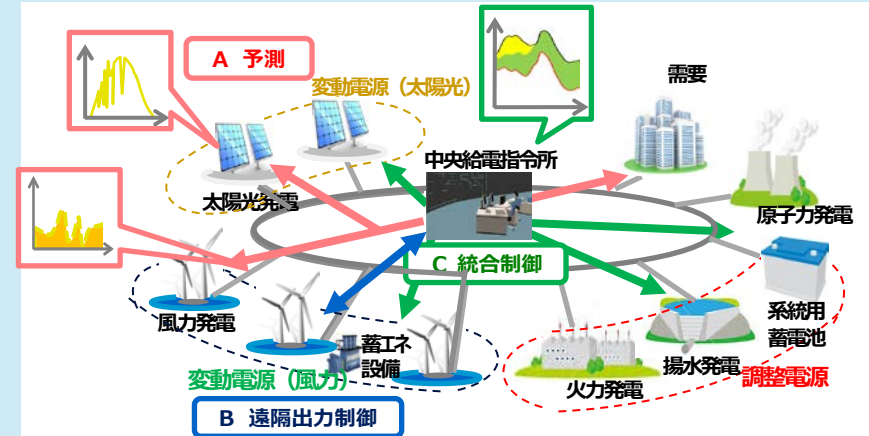 A 予測
変動電源（太陽光）
需要
中央給電指令所
太陽光発電
原子力発電
C 統合制御
風力発電
蓄エネ
設備
系統用
蓄電池
変動電源（風力）
火力発電
揚水発電
調整電源
B 遠隔出力制御